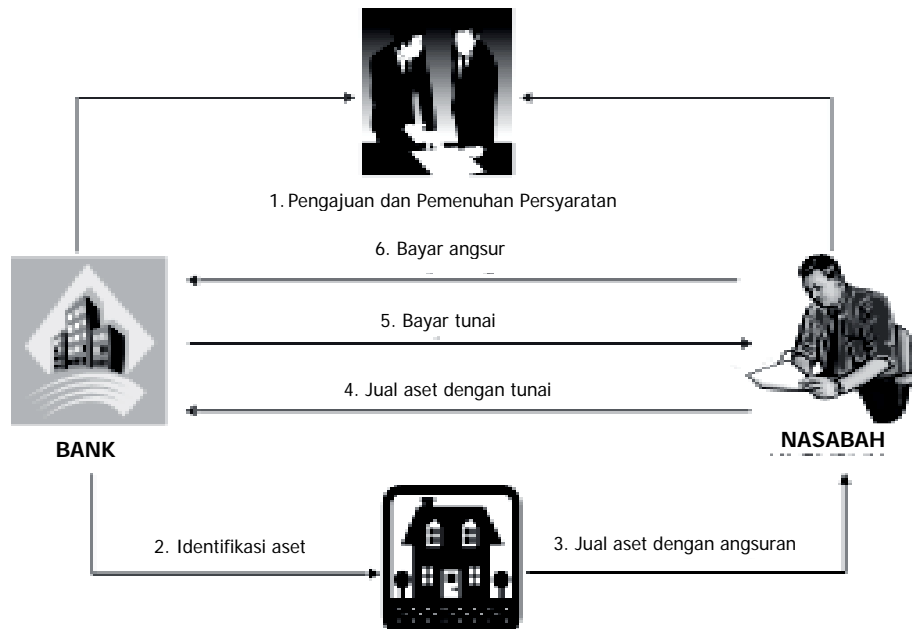 1. Pengajuan dan Pemenuhan Persyaratan
6. Bayar angsur
5. Bayar tunai
4. Jual aset dengan tunai
BANK
NASABAH
2. Identifikasi aset
3. Jual aset dengan angsuran